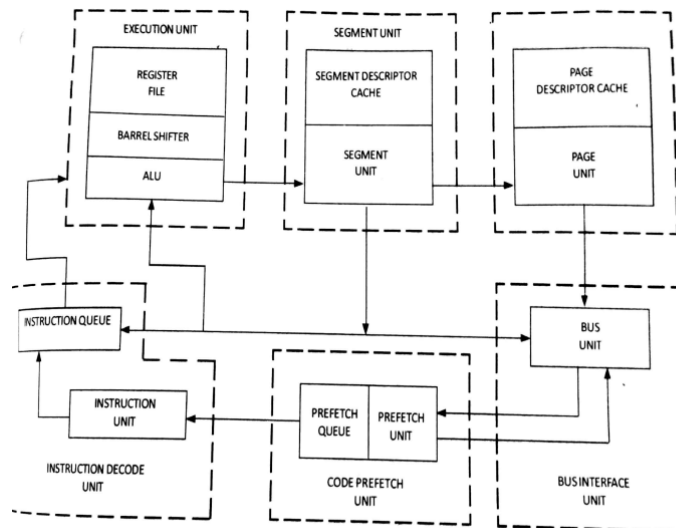 EXECUTION UNIT
REGISTER
FILE
BARREL SHIFTER
ALU
SEGMENT UNIT
SEGMENT DESCRIPTOR
CACHE
SEGMENT
UNIT
PAGE
DESCRIPTOR CACHE
PAGE
UNIT
INSTRUCTION QUEUE
INSTRUCTION
UNIT
INSTRUCTION DECODE
UNIT
PREFETCH
QUEUE
PREFETCH
UNIT
CODE PREFETCH
UNIT
BUS
UNIT
BUS INTERFACE
UNIT